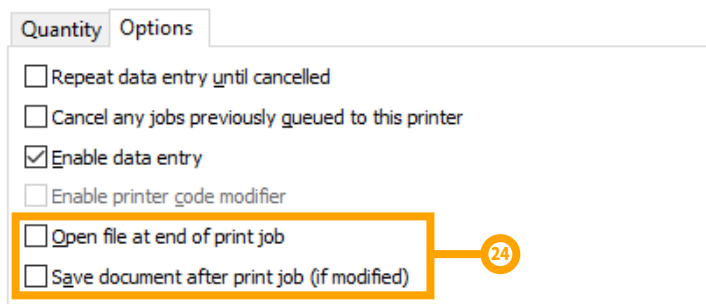 Quantity Options
Repeat data entry until cancelled
Cancel any jobs previously queued to this printer
Enable data entry
Enable printer code modifier
Open file at end of print job
24
Save document after print job (if modified)